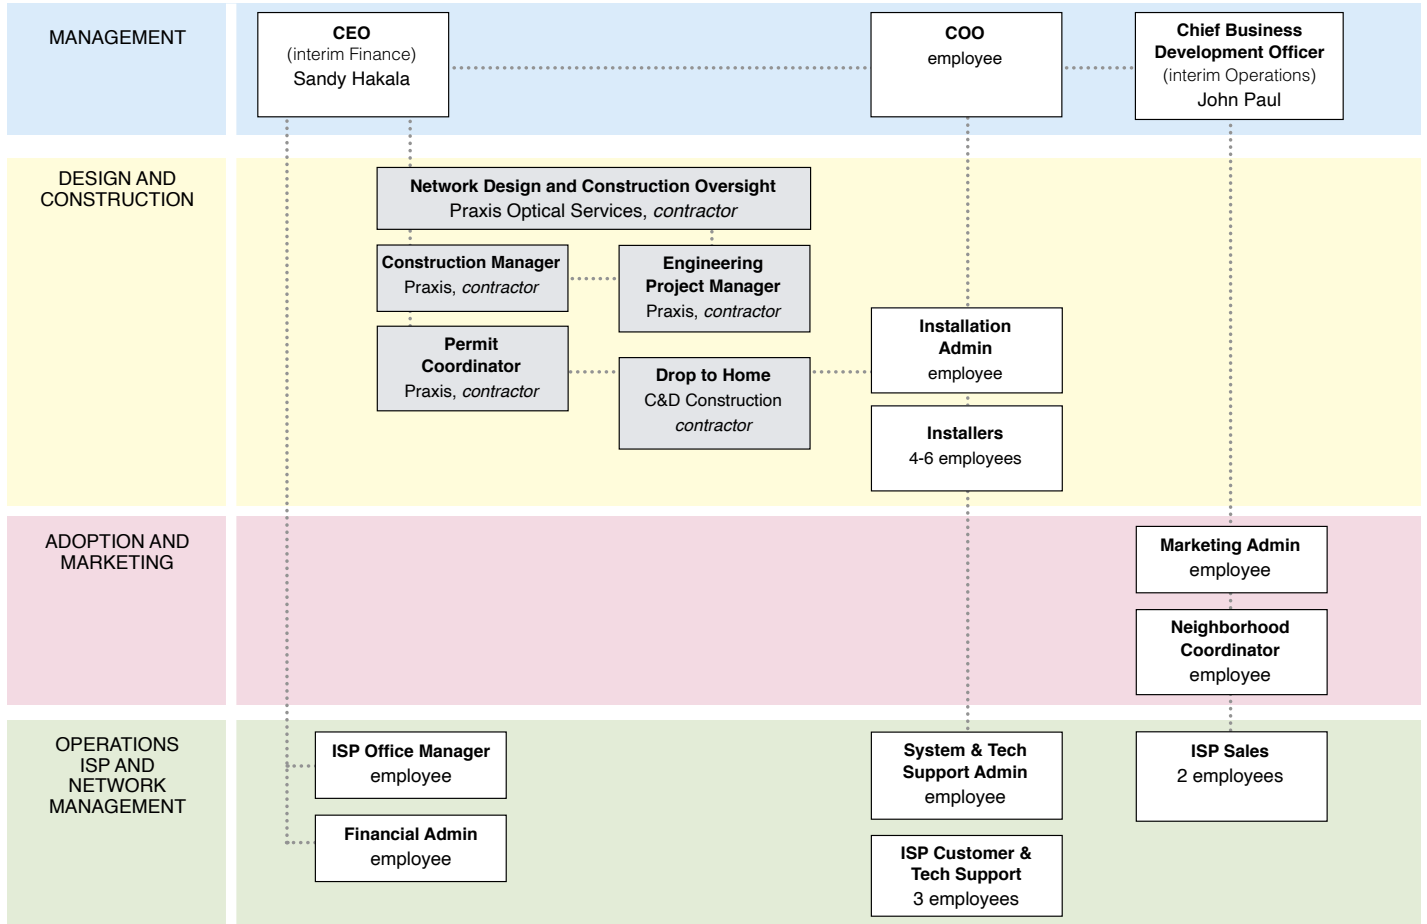 MANAGEMENT
CEO
(interim Finance)
Sandy Hakala
COO
employee
Chief Business
Development Officer
(interim Operations)
John Paul
DESIGN AND
CONSTRUCTION
Network Design and Construction Oversight
Praxis Optical Services, contractor
Construction Manager
Praxis, contractor
Engineering
Project Manager
Praxis, contractor
Permit
Coordinator
Praxis, contractor
Drop to Home
C&D Construction
contractor
Installation
Admin
employee
Installers
4-6 employees
ADOPTION AND
MARKETING
Marketing Admin
employee
Neighborhood
Coordinator
employee
OPERATIONS
ISP AND
NETWORK
MANAGEMENT
ISP Office Manager
employee
Financial Admin
employee
System & Tech
Support Admin
employee
ISP Customer &
Tech Support
3 employees
ISP Sales
2 employees